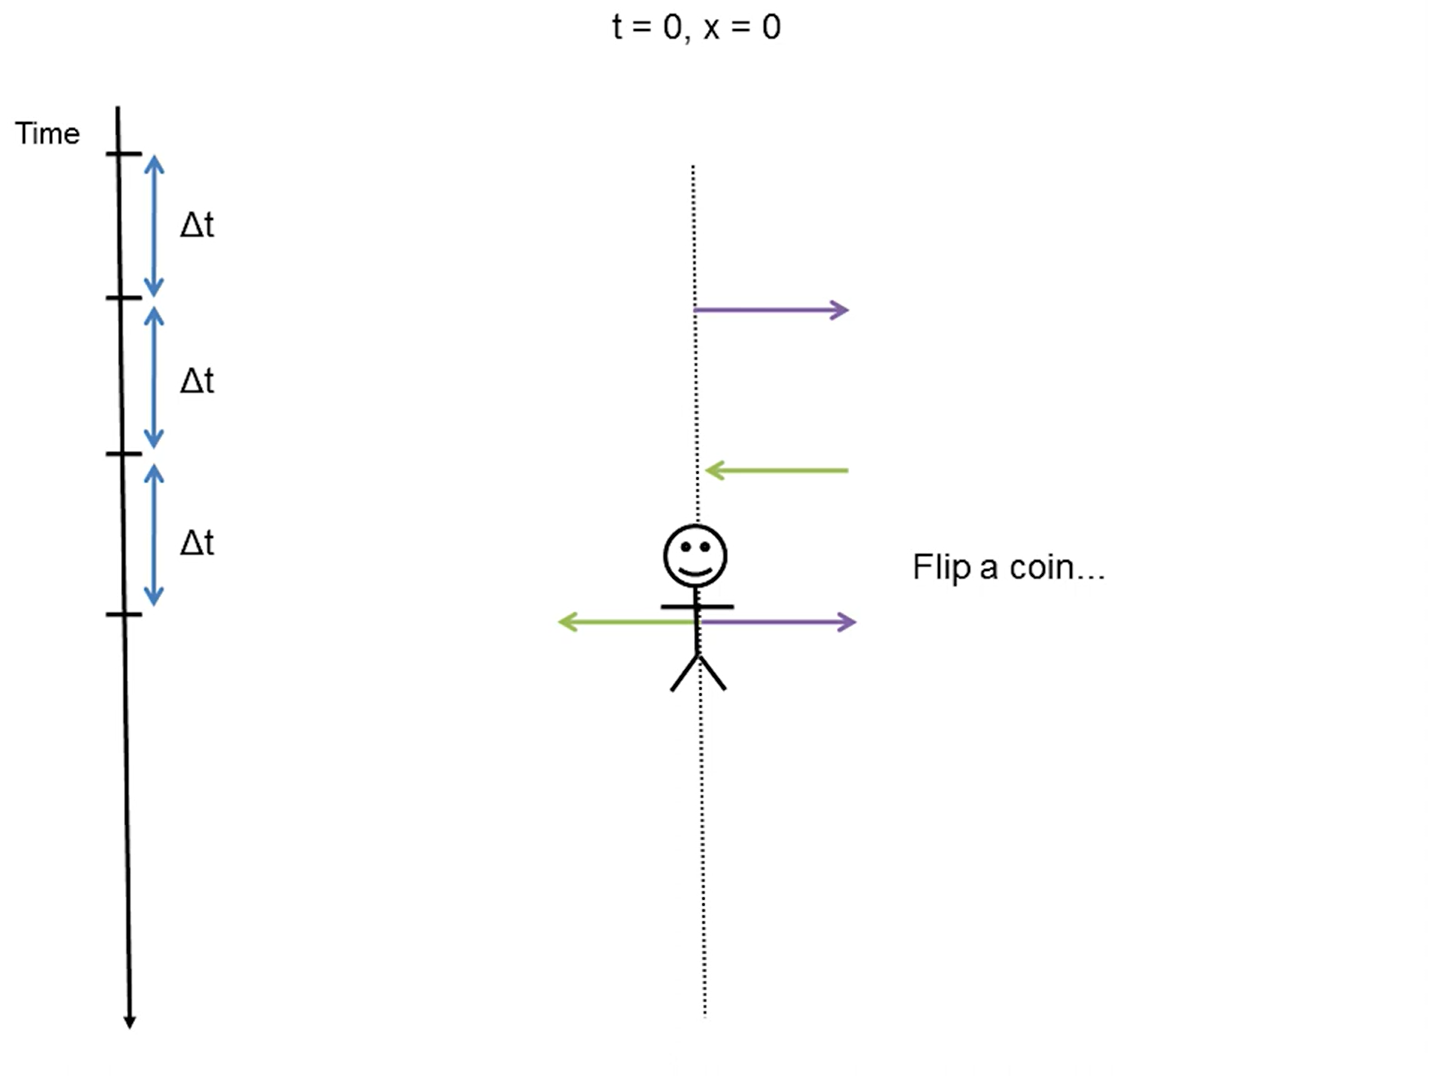 t = 0, x = 0
Time
Δt
Δt
Δt
Flip a coin...